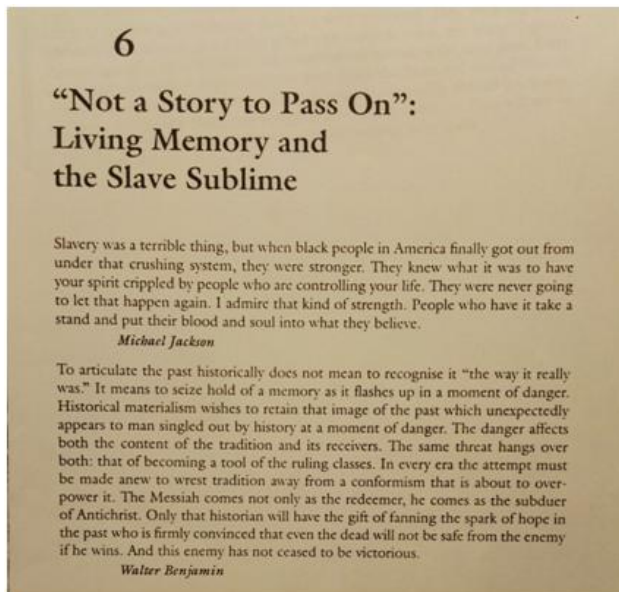 6
“Not a Story to Pass On”:
Living Memory and
the Slave Sublime
Slavery was a terrible thing, but when black people in America finally got out from
under that crushing system, they were stronger. They knew what it was to have
your spirit crippled by people who are controlling your life. They were never going
to let that happen again. I admire that kind of strength. People who have it take a
stand and put their blood and soul into what they believe.
Michael Jackson
To articulate the past historically does not mean to recognise it “the way it really
was.” It means to seize hold of a memory as it flashes up in a moment of danger.
Historical materialism wishes to retain that image of the past which unexpectedly
appears to man singled out by history at a moment of danger. The danger affects
both the content of the tradition and its receivers. The same threat hangs over
both: that of becoming a tool of the ruling classes. In every era the attempt must
be made anew to wrest tradition away from a conformism that is about to over-
power it. The Messiah comes not only as the redeemer, he comes as the subduer
of Antichrist. Only that historian will have the gift of fanning the spark of hope in
the past who is firmly convinced that even the dead will not be safe from the enemy
if he wins. And this enemy has not ceased to be victorious.
Walter Benjamin